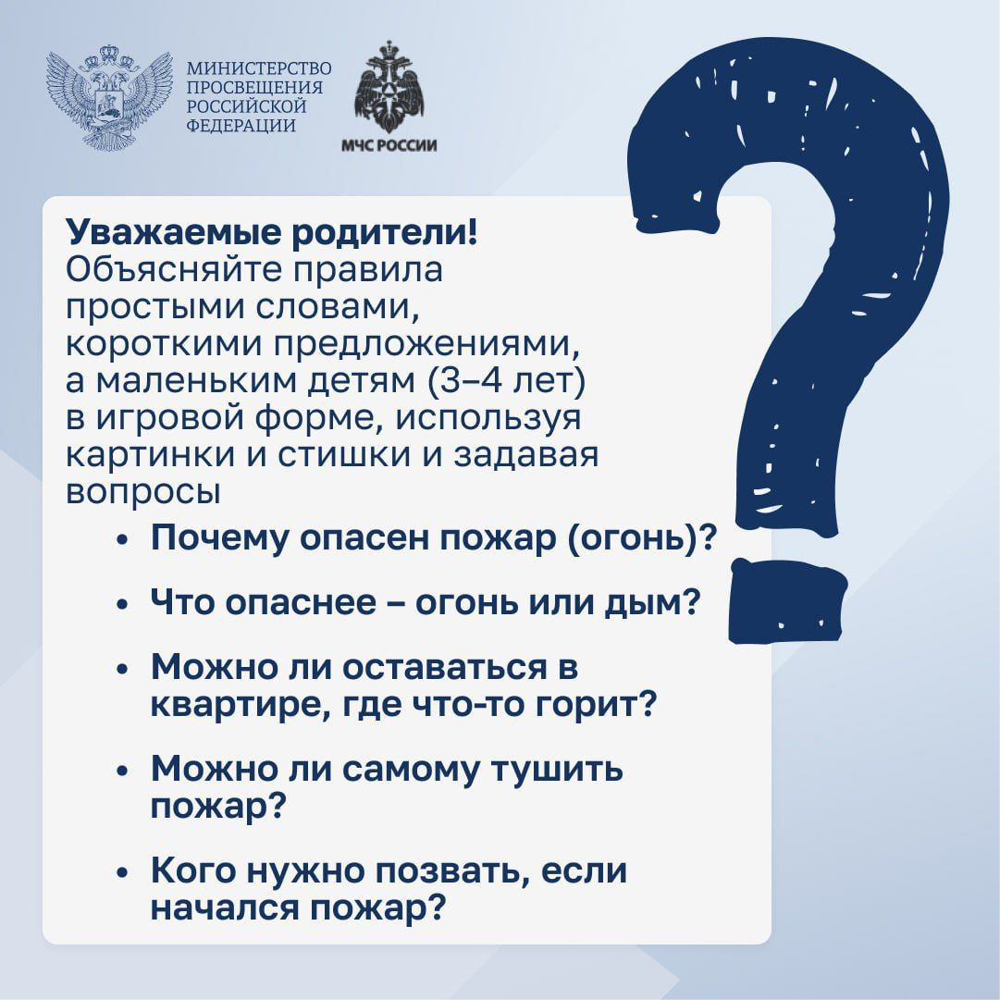 МИНИСТЕРСТВО
ПРОСВЕЩЕНИЯ
РОССИЙСКОЙ
ФЕДЕРАЦИИ
МЧС РОССИИ
Уважаемые родители!
Объясняйте правила
простыми словами,
короткими предложениями,
а маленьким детям (3–4 лет)
в игровой форме, используя
картинки и стишки и задавая
вопросы
• Почему опасен пожар (огонь)?
• Что опаснее – огонь или дым?
• Можно ли оставаться в
квартире, где что-то горит?
• Можно ли самому тушить
пожар?
• Кого нужно позвать, если
начался пожар?
?